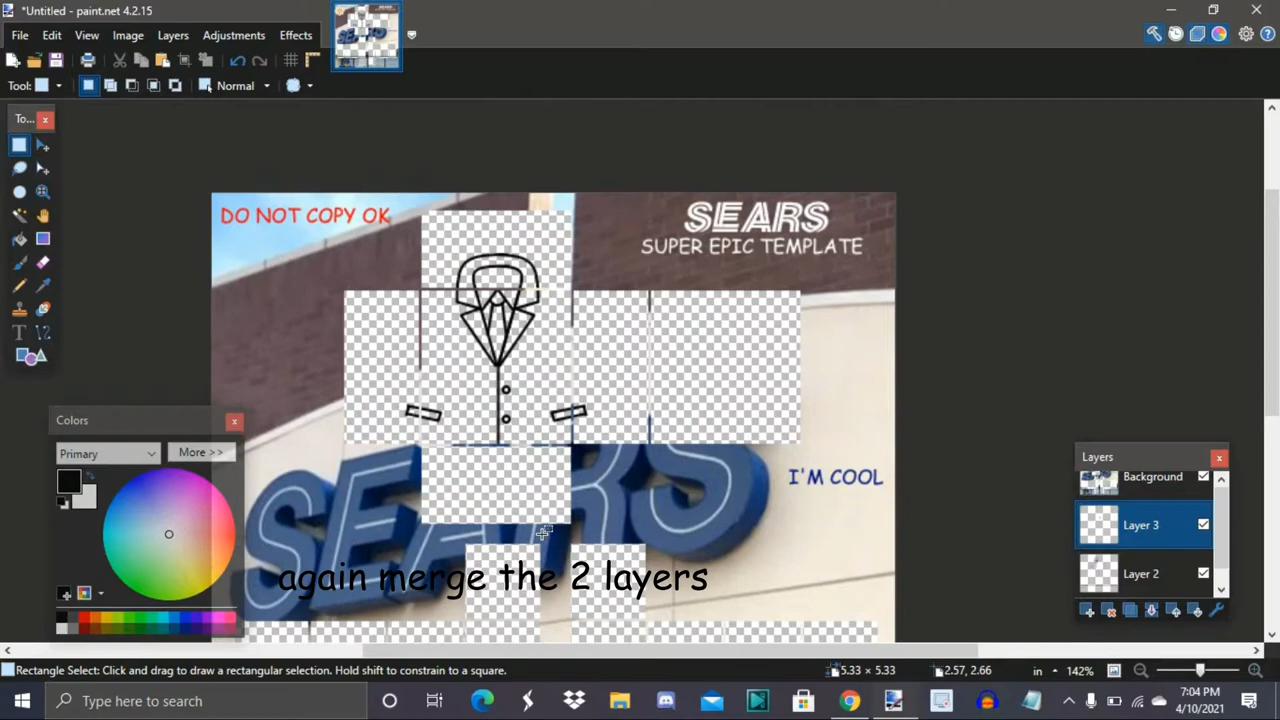 *Untitled - paint.net 4.2.15
File Edit View Image Layers Adjustments Effects
Tool: Normal
To...
DO NOT COPY OK
SEARS
SUPER EPIC TEMPLATE
I'M COOL
SEARS
again merge the 2 layers
Colors
Primary
More >>
Layers
Background
Layer 3
Layer 2
Rectangle Select: Click and drag to draw a rectangular selection. Hold shift to constrain to a square.
5.33 × 5.33
2.57, 2.66
in
142%
Type here to search
7:04 PM
4/10/2021